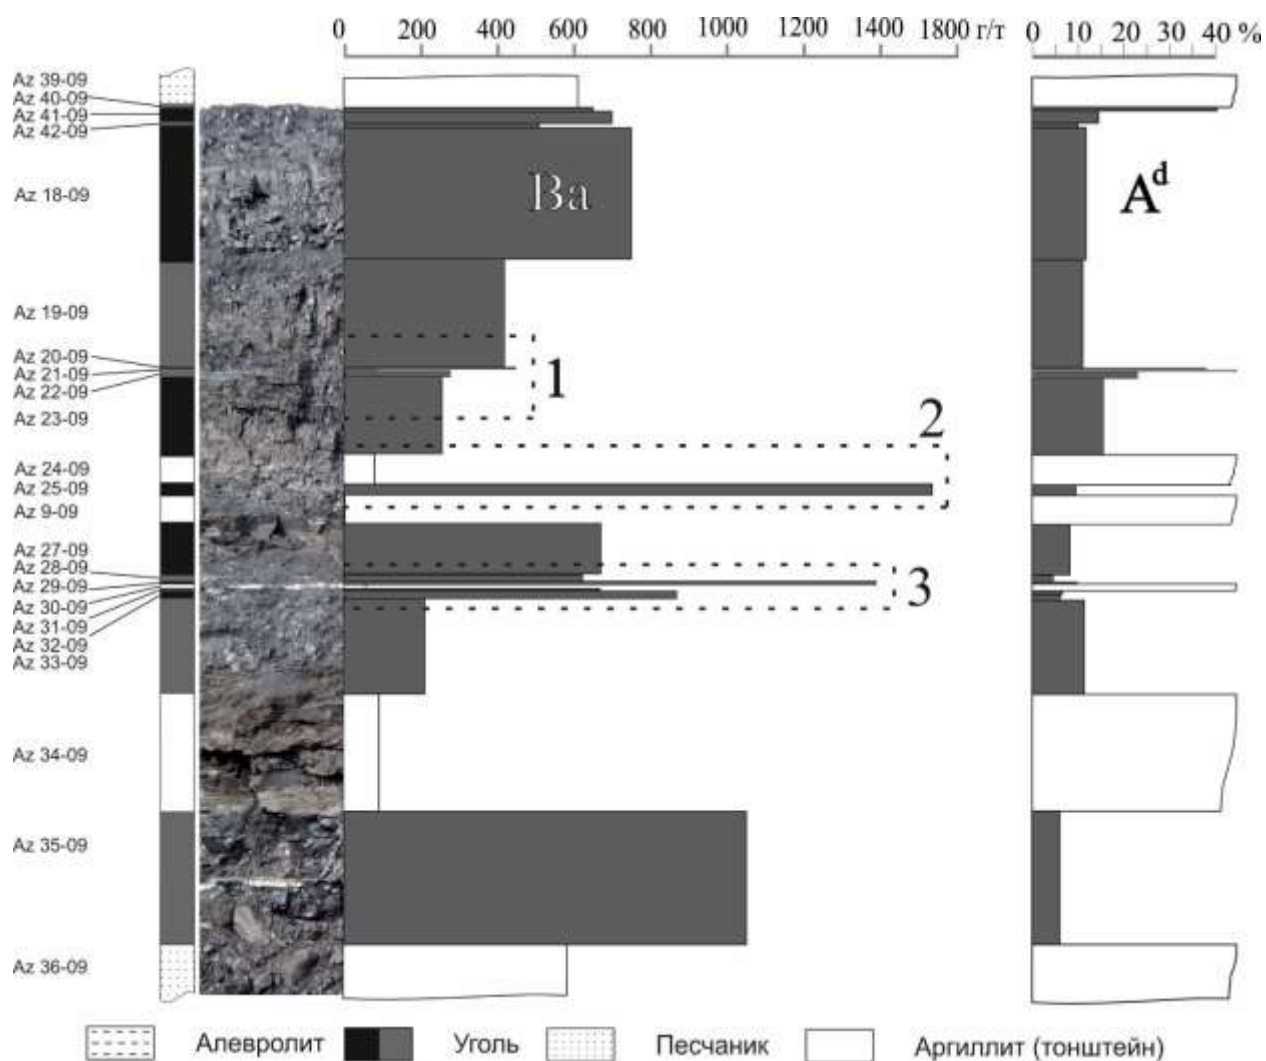 0 200 400 600 800 1000 1200 1400 1800 г/т
0 10 20 30 40 %
Az 39-09
Az 40-09
Az 41-09
Az 42-09
Az 18-09
Ba
A^d
Az 19-09
Az 20-09
Az 21-09
Az 22-09
Az 23-09
1
2
Az 24-09
Az 25-09
Az 9-09
Az 27-09
Az 28-09
Az 29-09
Az 30-09
Az 31-09
Az 32-09
Az 33-09
3
Az 34-09
Az 35-09
Az 36-09
Алевролит Уголь Песчаник Аргиллит (тонштейн)